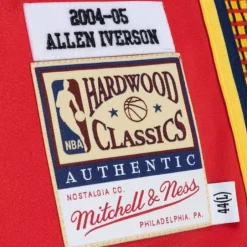 2004-05
ALLEN IVERSON
HARDWOOD
CLASSICS
NBA
AUTHENTIC
NOSTALGIA CO.
Mitchell & Ness
PHILADELPHIA, PA.
44(L)